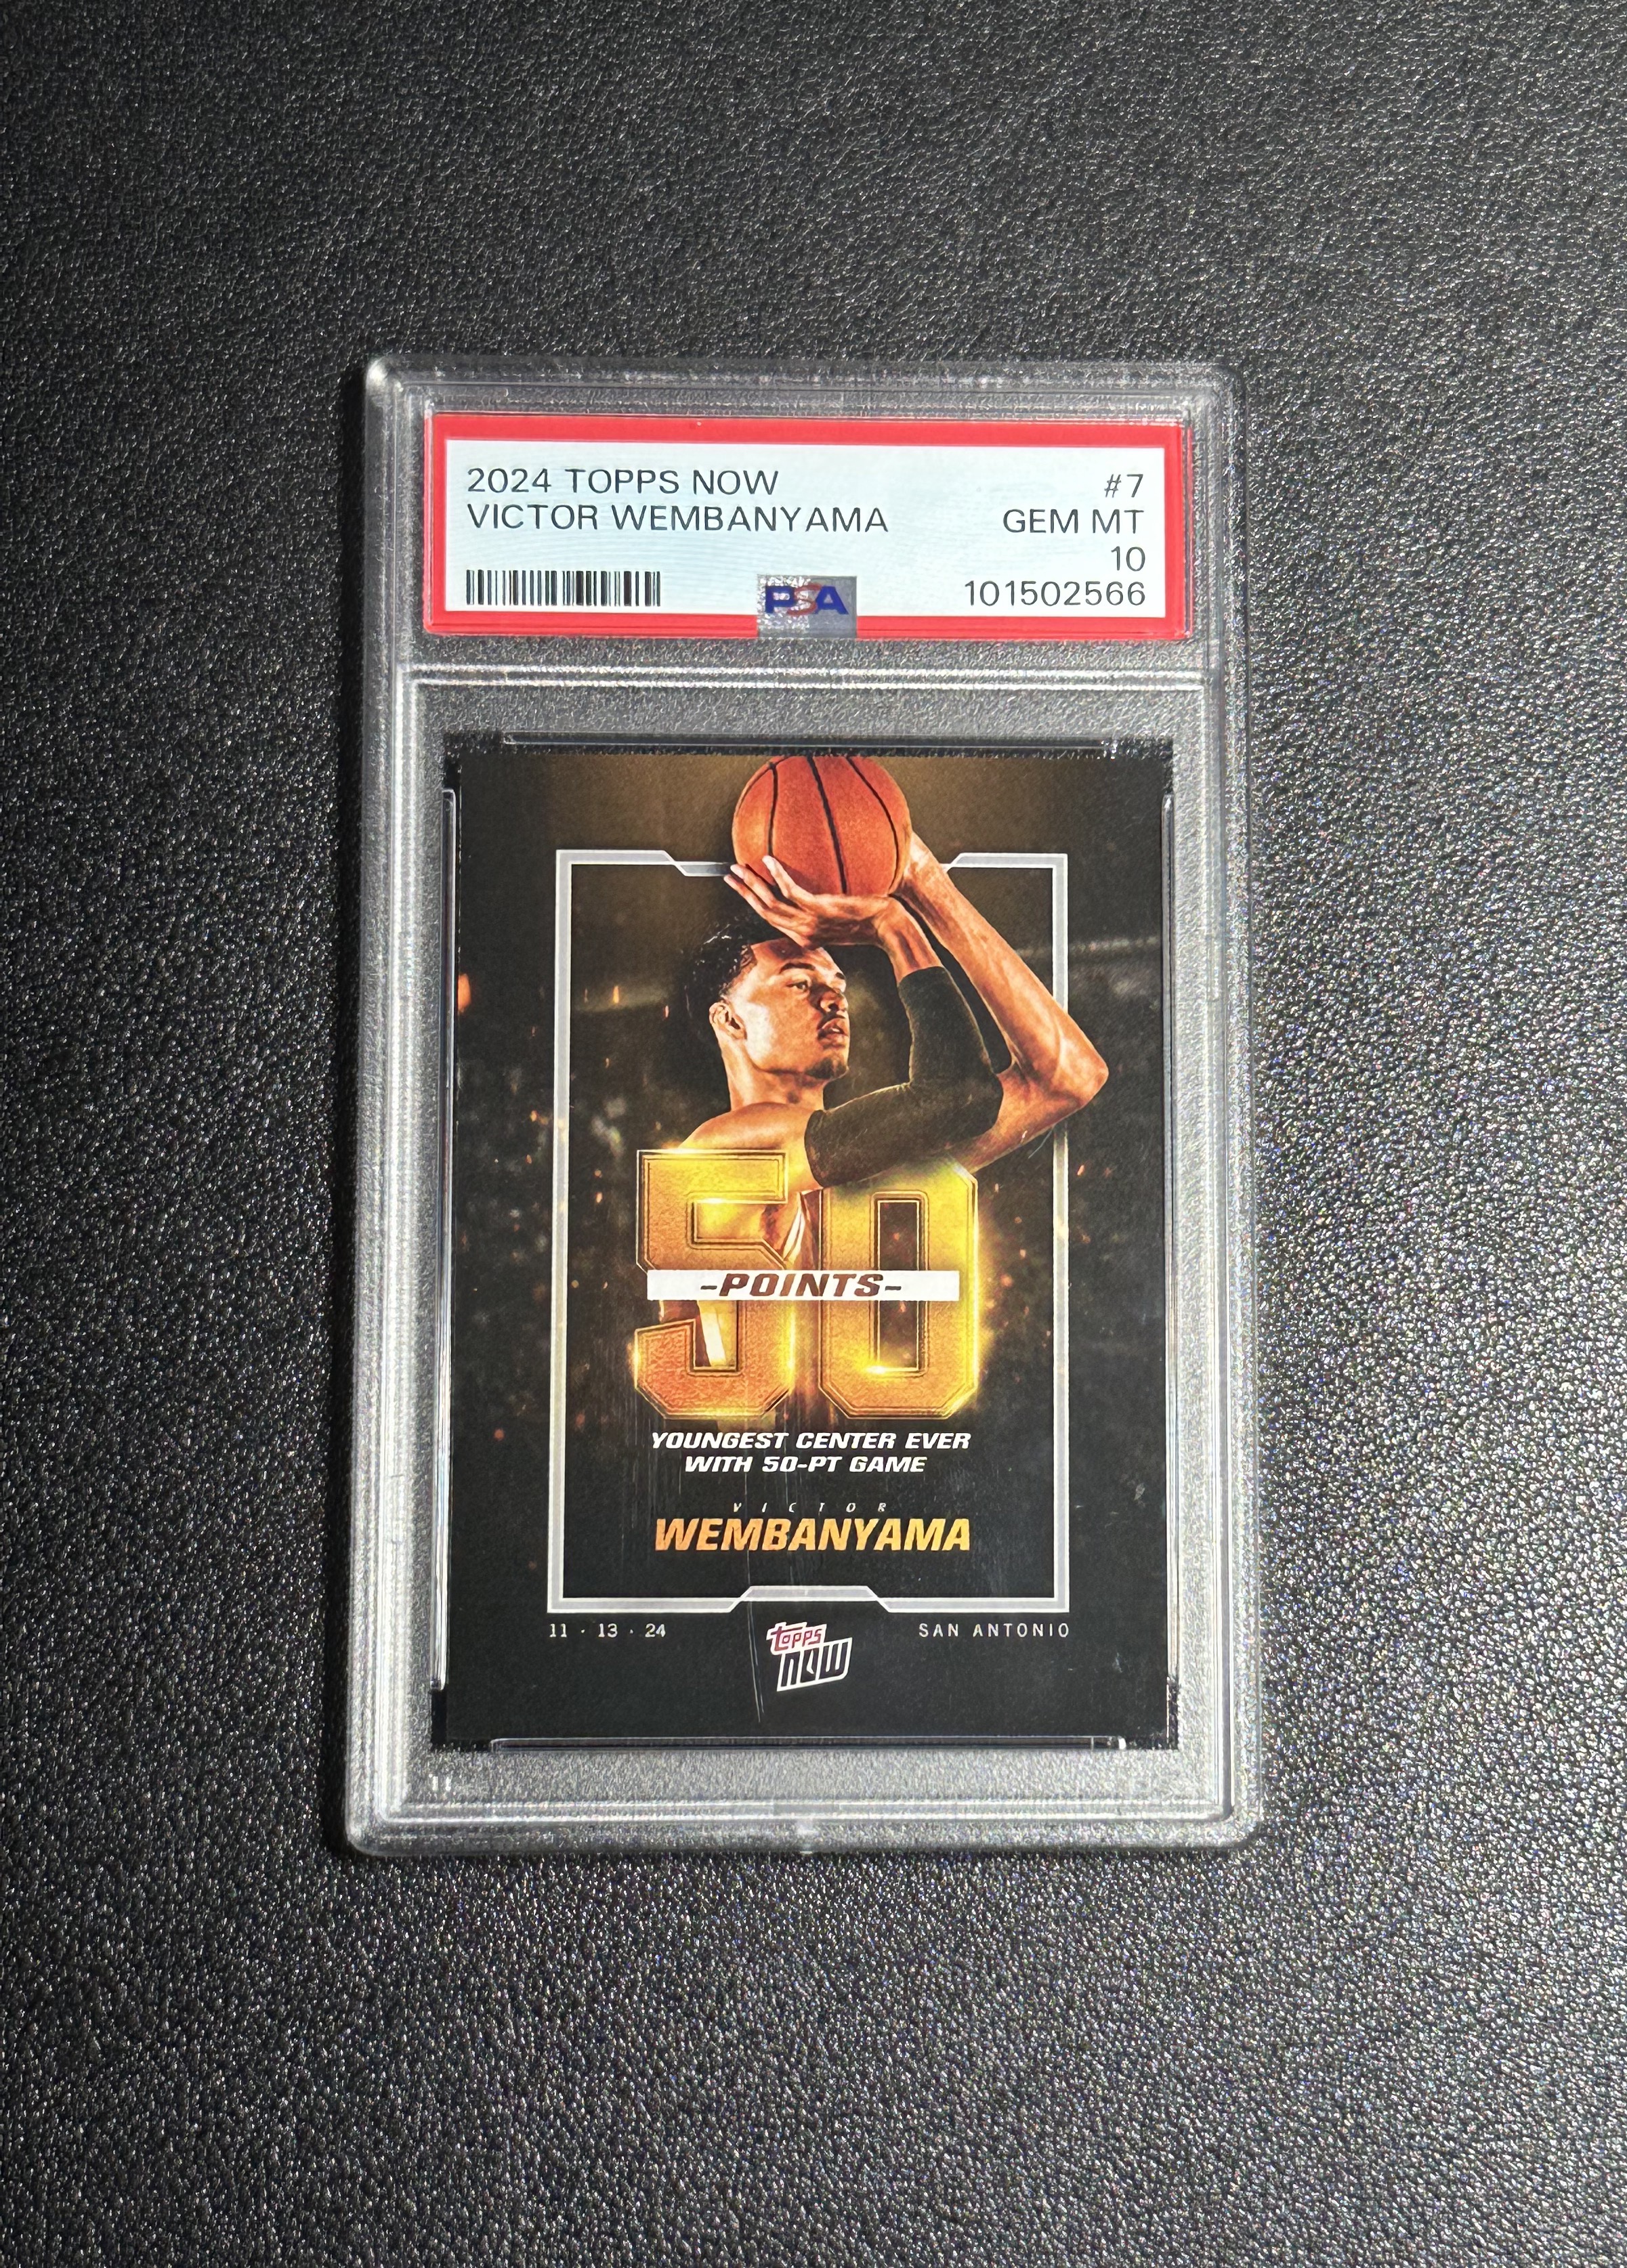 2024 TOPPS NOW #7
VICTOR WEMBANYAMA GEM MT
10
PSA 101502566
50
-POINTS-
YOUNGEST CENTER EVER
WITH 50-PT GAME
VICTOR
WEMBANYAMA
11 · 13 · 24 SAN ANTONIO
topps
NOW